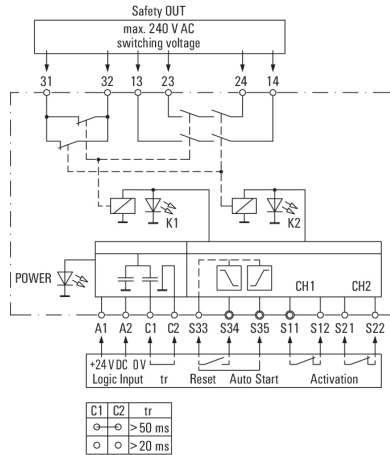 Safety OUT
max. 240 V AC
switching voltage
31 32 13 23 24 14
K1 K2
POWER
CH1 CH2
A1 A2 C1 C2 S33 S34 S35 S11 S12 S21 S22
+24 V DC 0 V
Logic Input tr Reset Auto Start Activation
C1 C2 tr
> 50 ms
> 20 ms